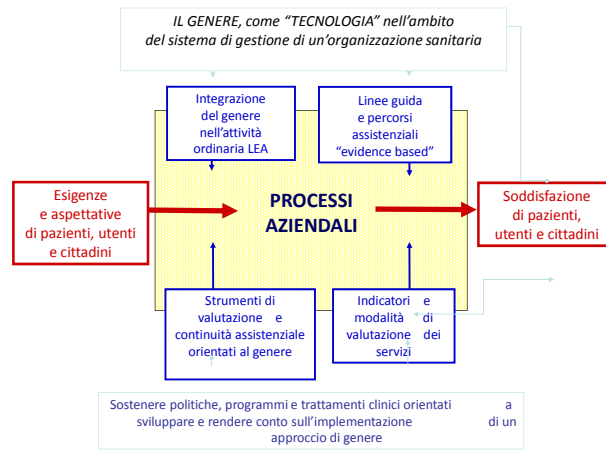 IL GENERE, come “TECNOLOGIA” nell’ambito
del sistema di gestione di un’organizzazione sanitaria
Integrazione
del genere
nell’attività
ordinaria LEA
Linee guida
e percorsi
assistenziali
“evidence based”
Esigenze
e aspettative
di pazienti, utenti
e cittadini
PROCESSI
AZIENDALI
Soddisfazione
di pazienti,
utenti e cittadini
Strumenti di
valutazione e
continuità assistenziale
orientati al genere
Indicatori e
modalità di
valutazione dei
servizi
Sostenere politiche, programmi e trattamenti clinici orientati a
sviluppare e rendere conto sull’implementazione di un
approccio di genere